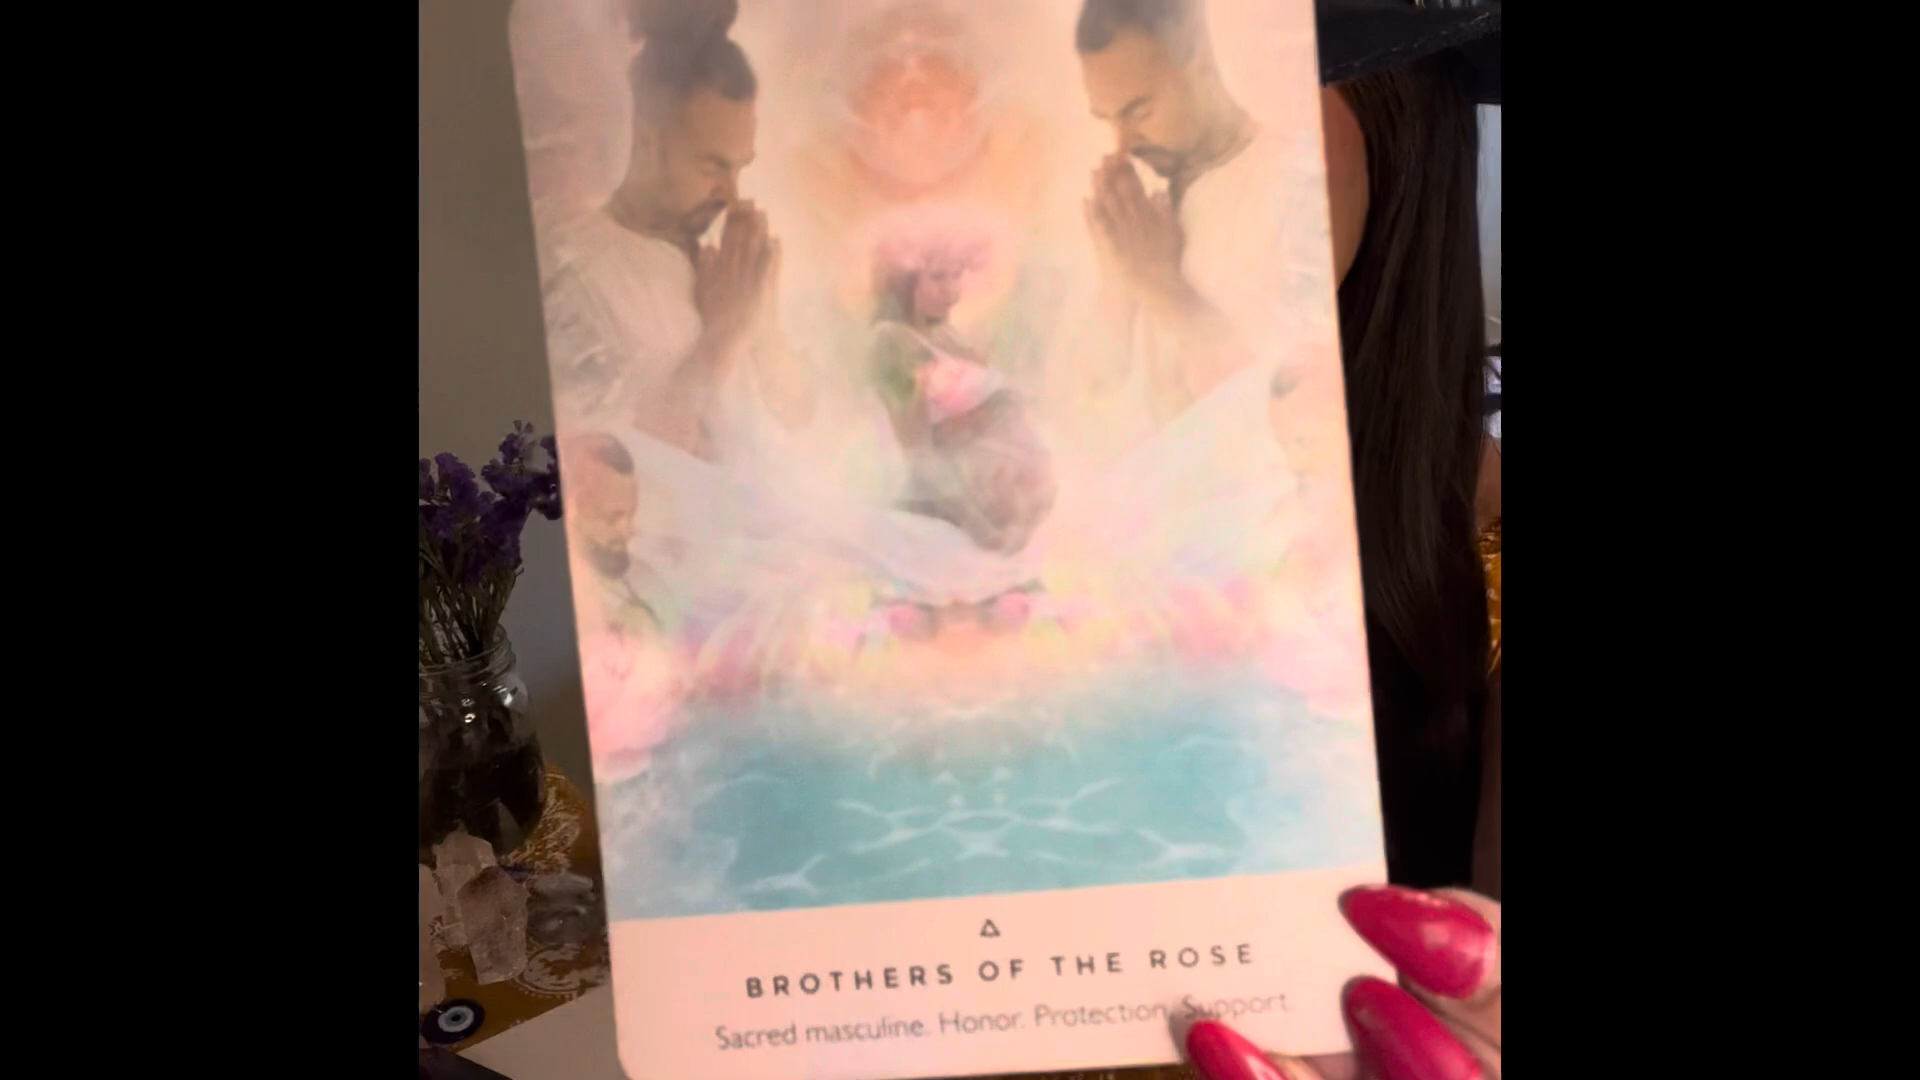 BROTHERS OF THE ROSE
Sacred masculine. Honor. Protection. Support.